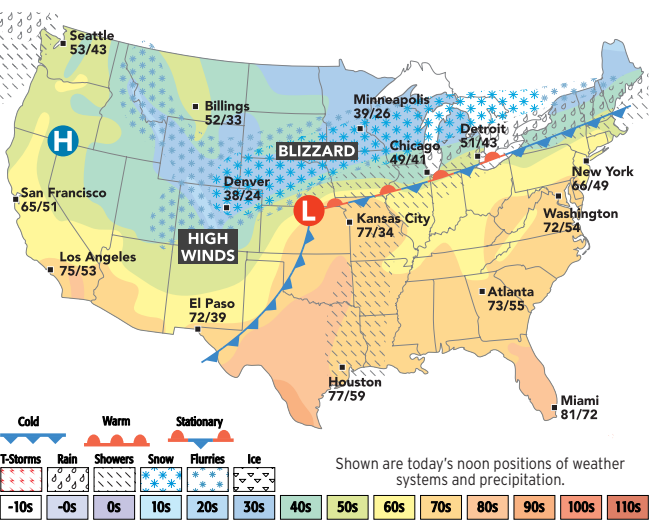 Seattle
53/43
Billings
52/33
Minneapolis
39/26
H
BLIZZARD
Chicago
49/41
Detroit
51/43
New York
66/49
Denver
38/24
San Francisco
65/51
L
Kansas City
77/34
Washington
72/54
HIGH
WINDS
Los Angeles
75/53
El Paso
72/39
Atlanta
73/55
Houston
77/59
Miami
81/72
Cold
Warm
Stationary
T-Storms Rain Showers Snow Flurries Ice
Shown are today's noon positions of weather
systems and precipitation.
-10s -0s 0s 10s 20s 30s 40s 50s 60s 70s 80s 90s 100s 110s